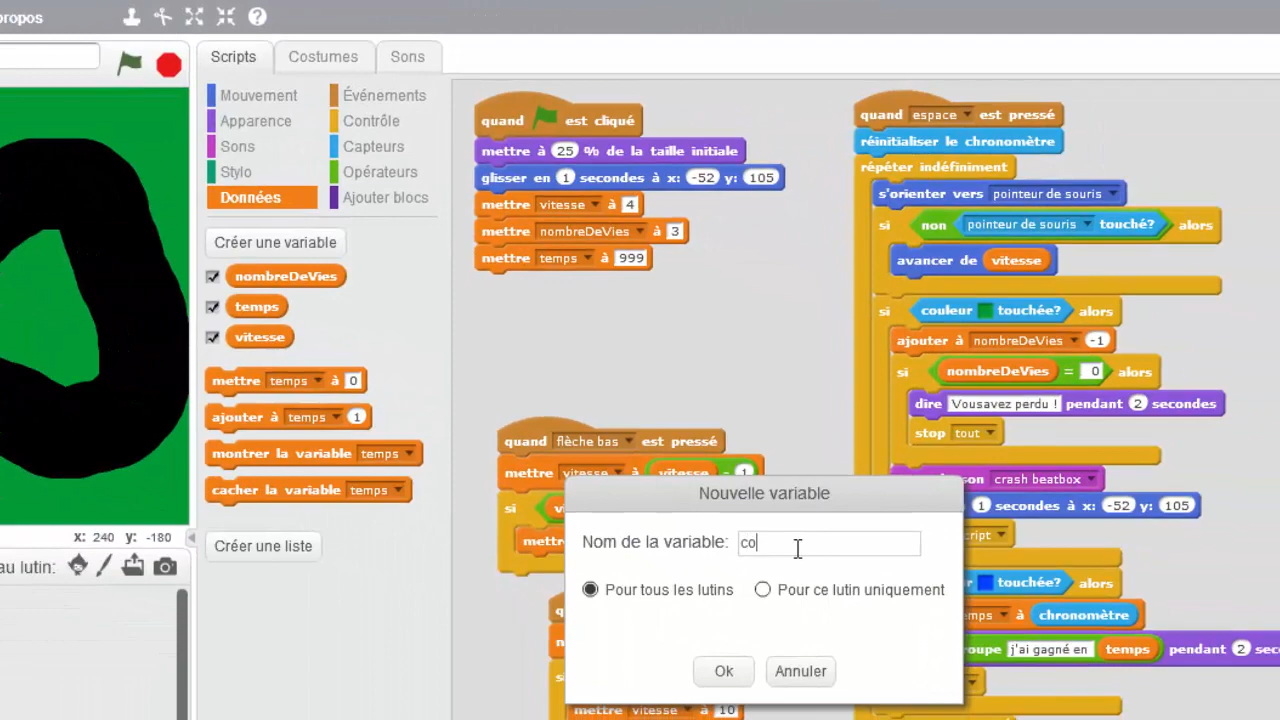 propos
Scripts
Costumes
Sons
Mouvement
Événements
Apparence
Contrôle
Sons
Capteurs
Stylo
Opérateurs
Données
Ajouter blocs
Créer une variable
nombreDeVies
temps
vitesse
mettre temps à 0
ajouter à temps 1
montrer la variable temps
cacher la variable temps
Créer une liste
x: 240 y: -180
au lutin:
quand est cliqué
mettre à 25 % de la taille initiale
glisser en 1 secondes à x: -52 y: 105
mettre vitesse à 4
mettre nombreDeVies à 3
mettre temps à 999
quand flèche bas est pressé
mettre vitesse à vitesse - 1
si
mettre vitesse à 10
quand espace est pressé
réinitialiser le chronomètre
répéter indéfiniment
s'orienter vers pointeur de souris
si non pointeur de souris touché? alors
avancer de vitesse
si couleur touchée? alors
ajouter à nombreDeVies -1
si nombreDeVies = 0 alors
dire Vousavez perdu ! pendant 2 secondes
stop tout
crash beatbox
1 secondes à x: -52 y: 105
touchée? alors
à chronomètre
j'ai gagné en temps pendant 2
Nouvelle variable
Nom de la variable: co
Pour tous les lutins
Pour ce lutin uniquement
Ok
Annuler